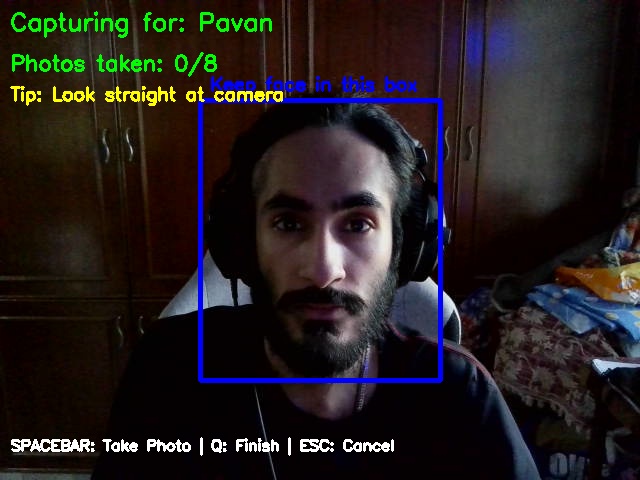 Capturing for: Pavan
Photos taken: 0/8
Keep face in this box
Tip: Look straight at camera
SPACEBAR: Take Photo | Q: Finish | ESC: Cancel